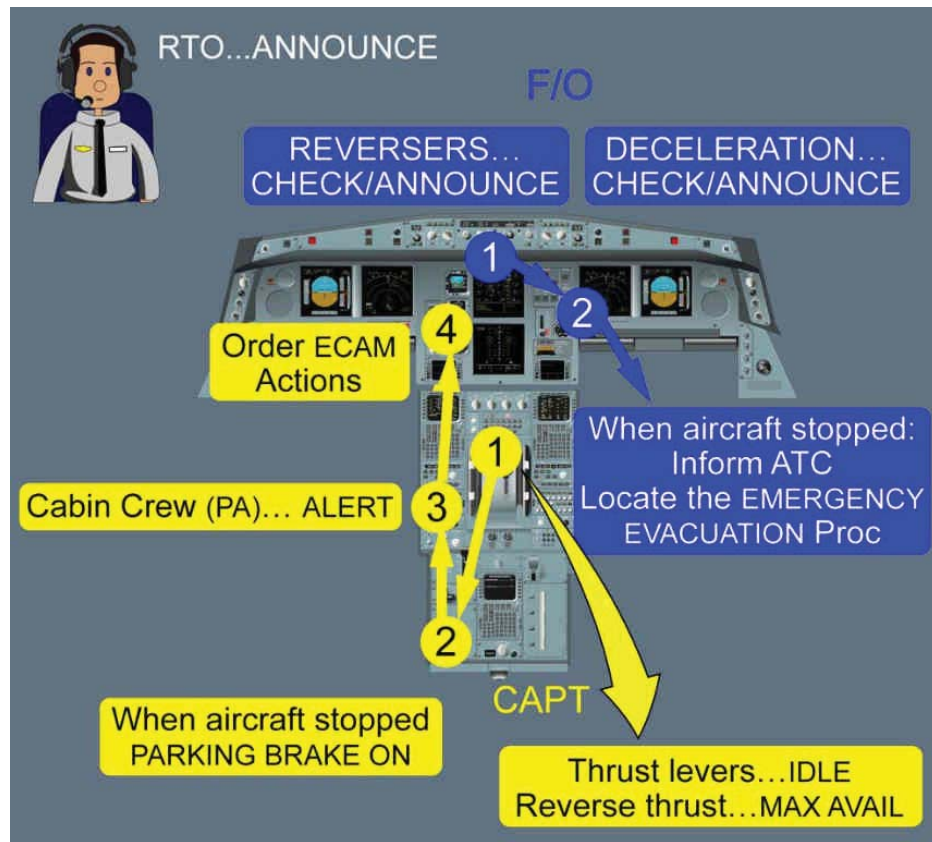 RTO...ANNOUNCE
F/O
REVERSERS...
CHECK/ANNOUNCE
DECELERATION...
CHECK/ANNOUNCE
1
2
4
Order ECAM
Actions
When aircraft stopped:
Inform ATC
Locate the EMERGENCY
EVACUATION Proc
1
Cabin Crew (PA)... ALERT
3
2
CAPT
When aircraft stopped
PARKING BRAKE ON
Thrust levers...IDLE
Reverse thrust...MAX AVAIL